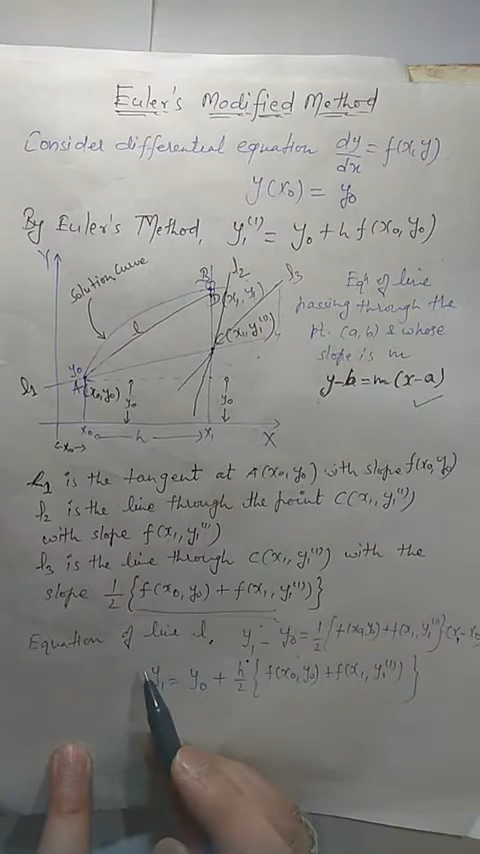 Euler's Modified Method
Consider differential equation dy/dx = f(x,y)
y(x₀) = y₀
By Euler's Method, y₁⁽¹⁾ = y₀ + h f(x₀, y₀)
Y
Solution Curve
B
l₂
l₃
D(x₁, y₁)
l
C(x₁, y₁⁽¹⁾)
l₁
y₀
A(x₀, y₀)
y₀
y₀
x₀
h
x₁
X
x₀
Eqⁿ of line
passing through the
pt. (a, b) & whose
slope is m
y-b = m(x-a)
l₁ is the tangent at A(x₀, y₀) with slope f(x₀, y₀)
l₂ is the line through the point C(x₁, y₁⁽¹⁾)
with slope f(x₁, y₁⁽¹⁾)
l₃ is the line through C(x₁, y₁⁽¹⁾) with the
slope 1/2 {f(x₀, y₀) + f(x₁, y₁⁽¹⁾)}
Equation of line l, y₁ - y₀ = 1/2 {f(x₀, y₀) + f(x₁, y₁⁽¹⁾} (x₁ - x₀
y₁ = y₀ + h/2 {f(x₀, y₀) + f(x₁, y₁⁽¹⁾)}